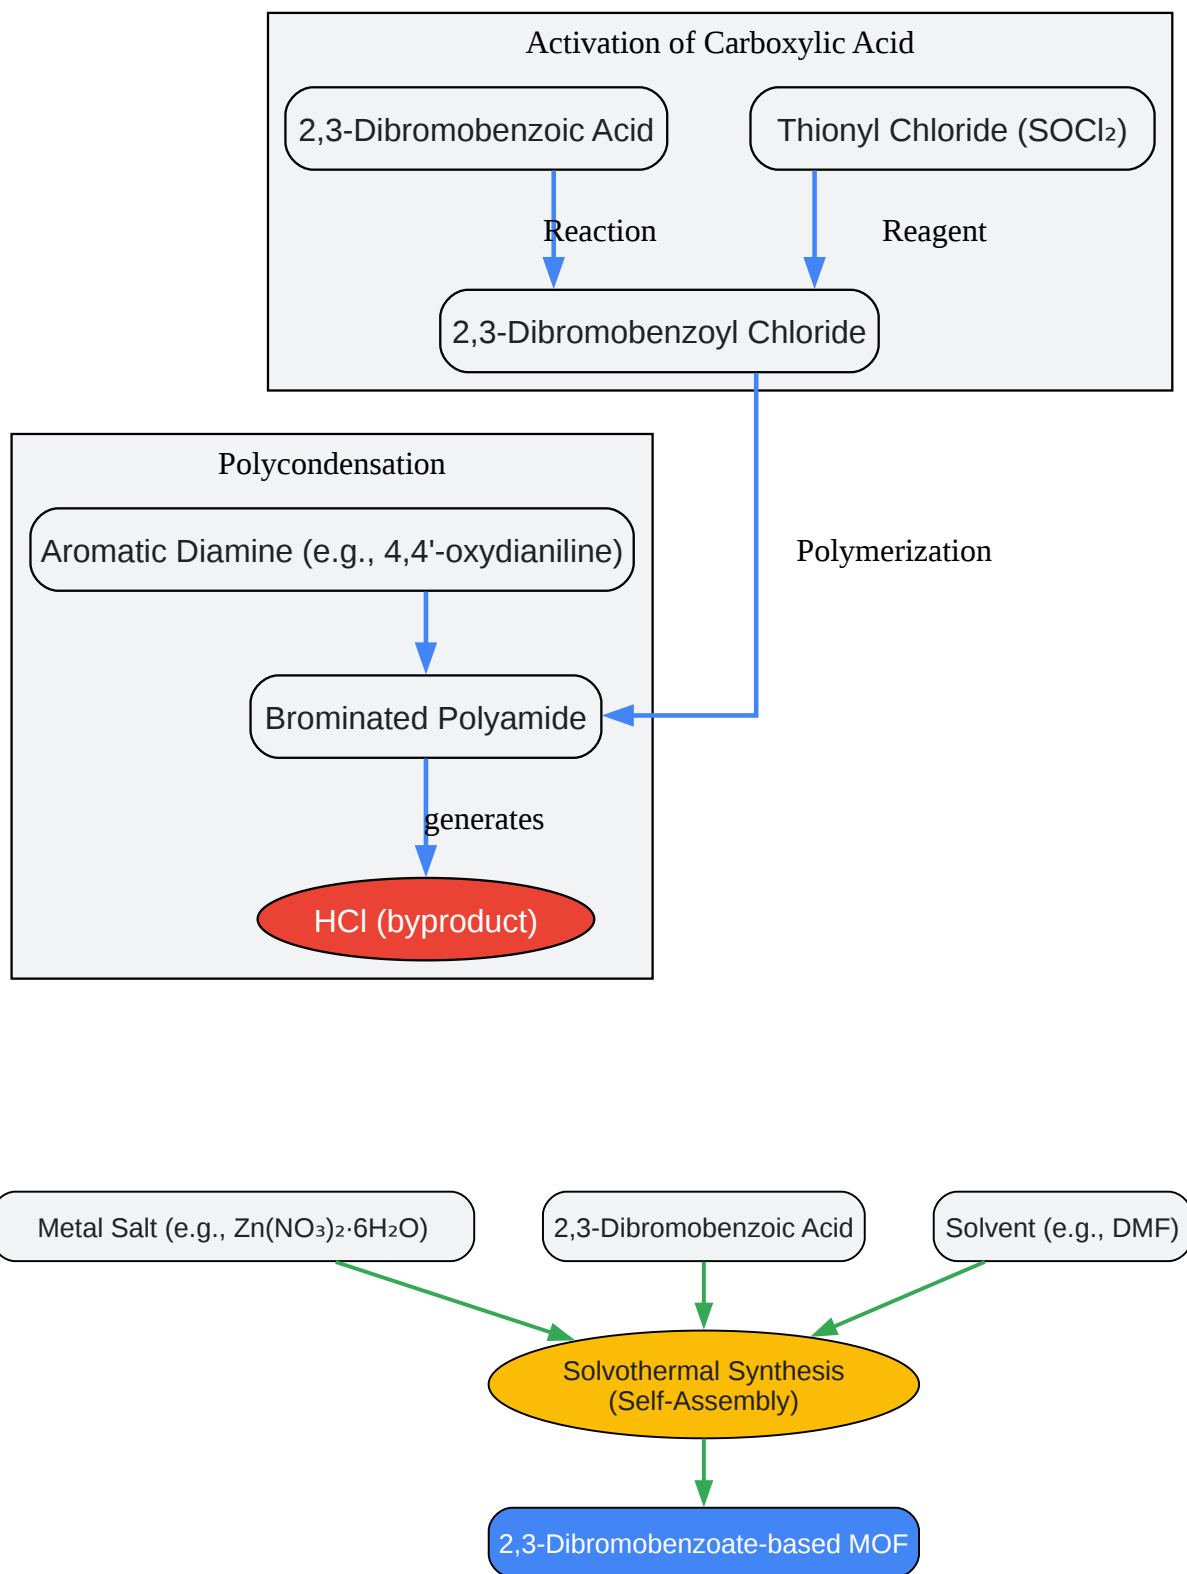 Activation of Carboxylic Acid
2,3-Dibromobenzoic Acid
Thionyl Chloride (SOCl₂)
Reaction
Reagent
2,3-Dibromobenzoyl Chloride
Polycondensation
Aromatic Diamine (e.g., 4,4'-oxydianiline)
Polymerization
Brominated Polyamide
generates
HCl (byproduct)
Metal Salt (e.g., Zn(NO₃)₂·6H₂O)
2,3-Dibromobenzoic Acid
Solvent (e.g., DMF)
Solvothermal Synthesis
(Self-Assembly)
2,3-Dibromobenzoate-based MOF